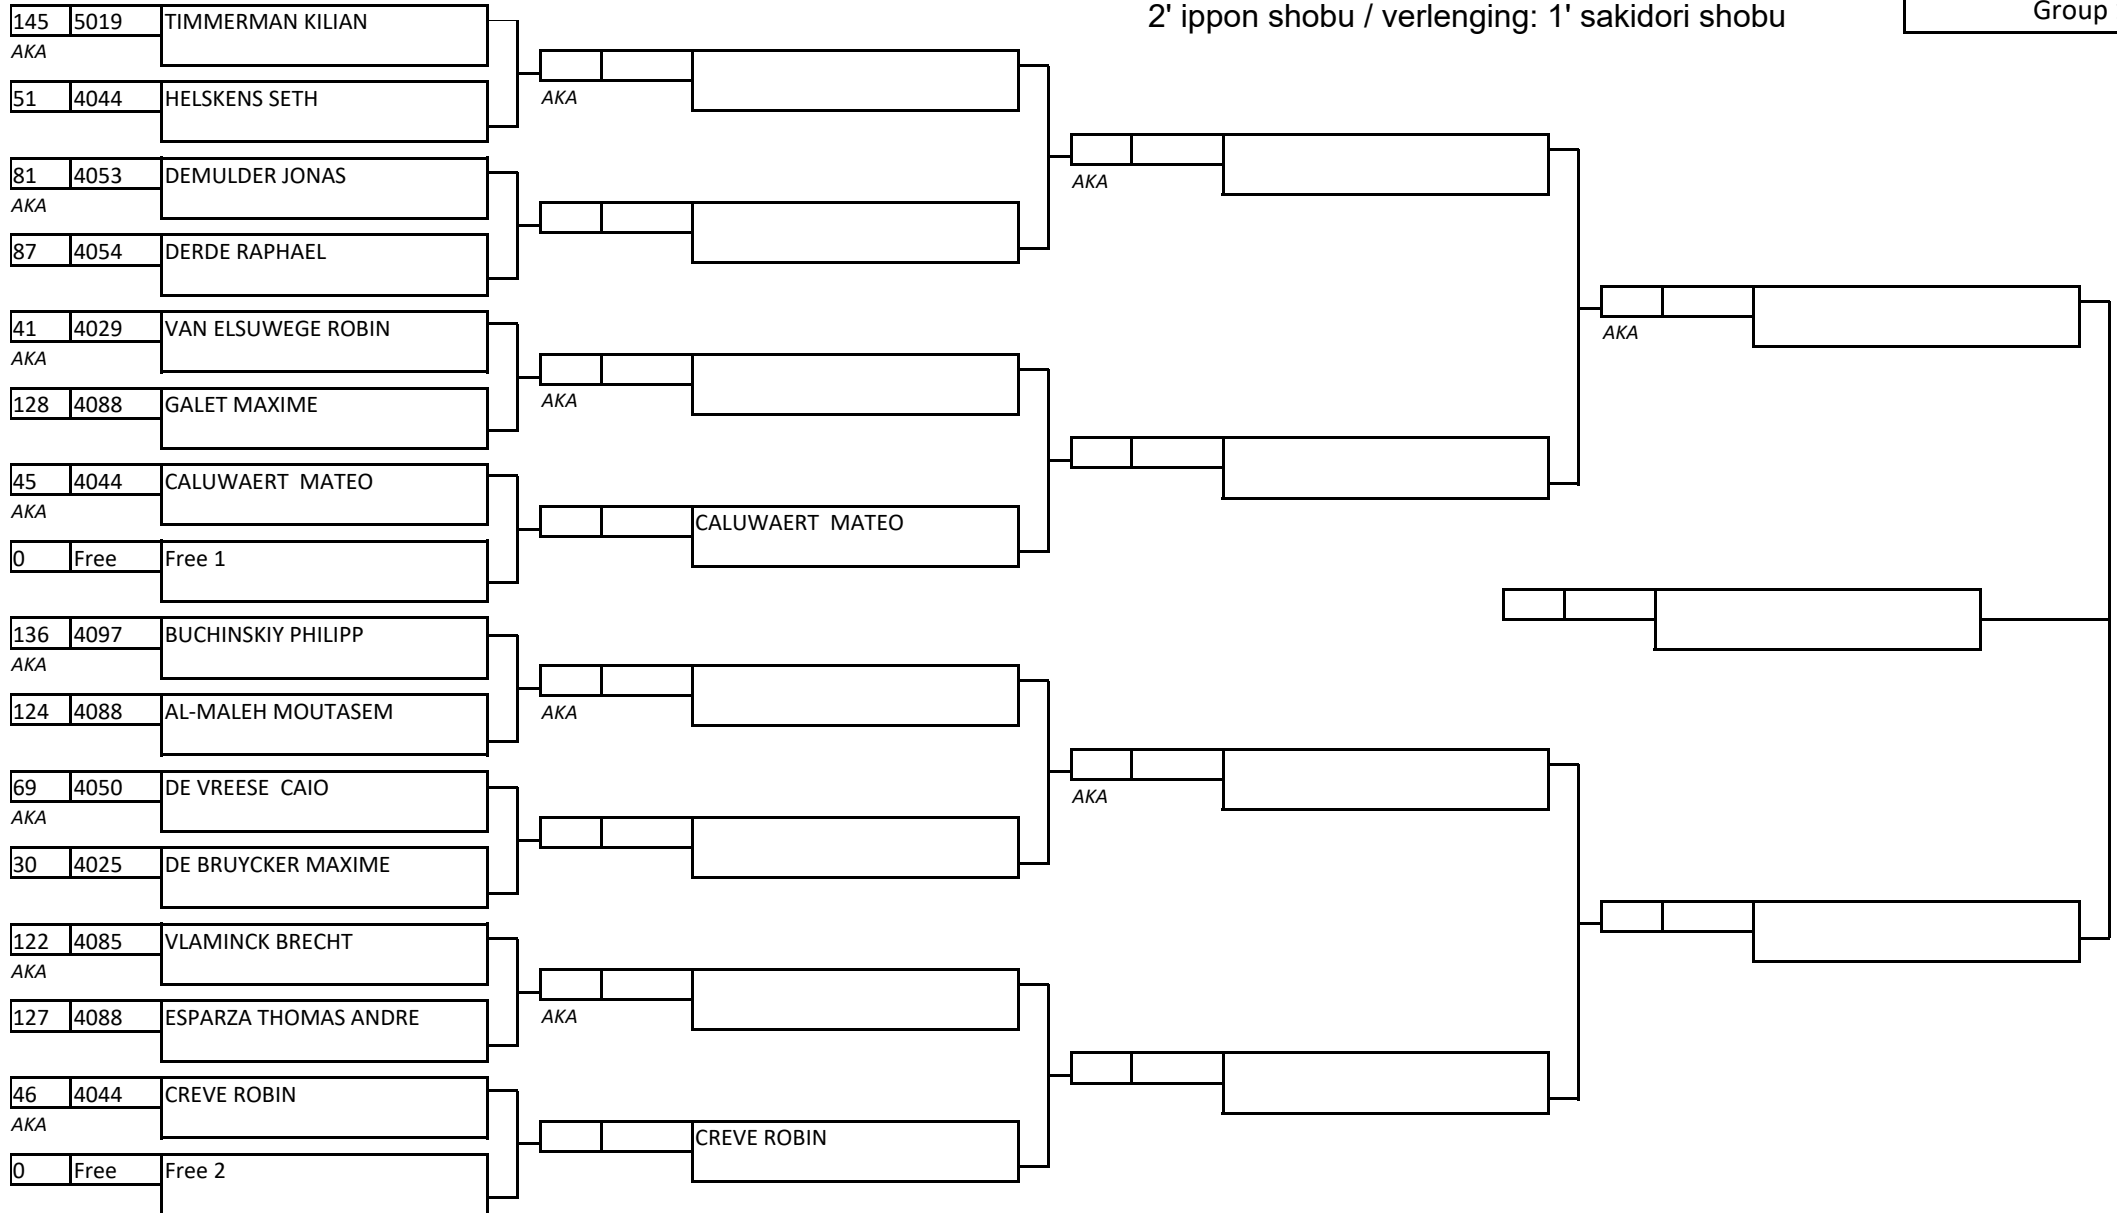 2' ippon shobu / verlenging: 1' sakidori shobu
Group
145 5019 TIMMERMAN KILIAN
AKA
51 4044 HELSKENS SETH
AKA
81 4053 DEMULDER JONAS
AKA
AKA
87 4054 DERDE RAPHAEL
41 4029 VAN ELSUWEGE ROBIN
AKA
AKA
128 4088 GALET MAXIME
AKA
45 4044 CALUWAERT  MATEO
AKA
CALUWAERT  MATEO
0 Free Free 1
136 4097 BUCHINSKIY PHILIPP
AKA
124 4088 AL-MALEH MOUTASEM
AKA
69 4050 DE VREESE  CAIO
AKA
AKA
30 4025 DE BRUYCKER MAXIME
122 4085 VLAMINCK BRECHT
AKA
127 4088 ESPARZA THOMAS ANDRE
AKA
46 4044 CREVE ROBIN
AKA
CREVE ROBIN
0 Free Free 2